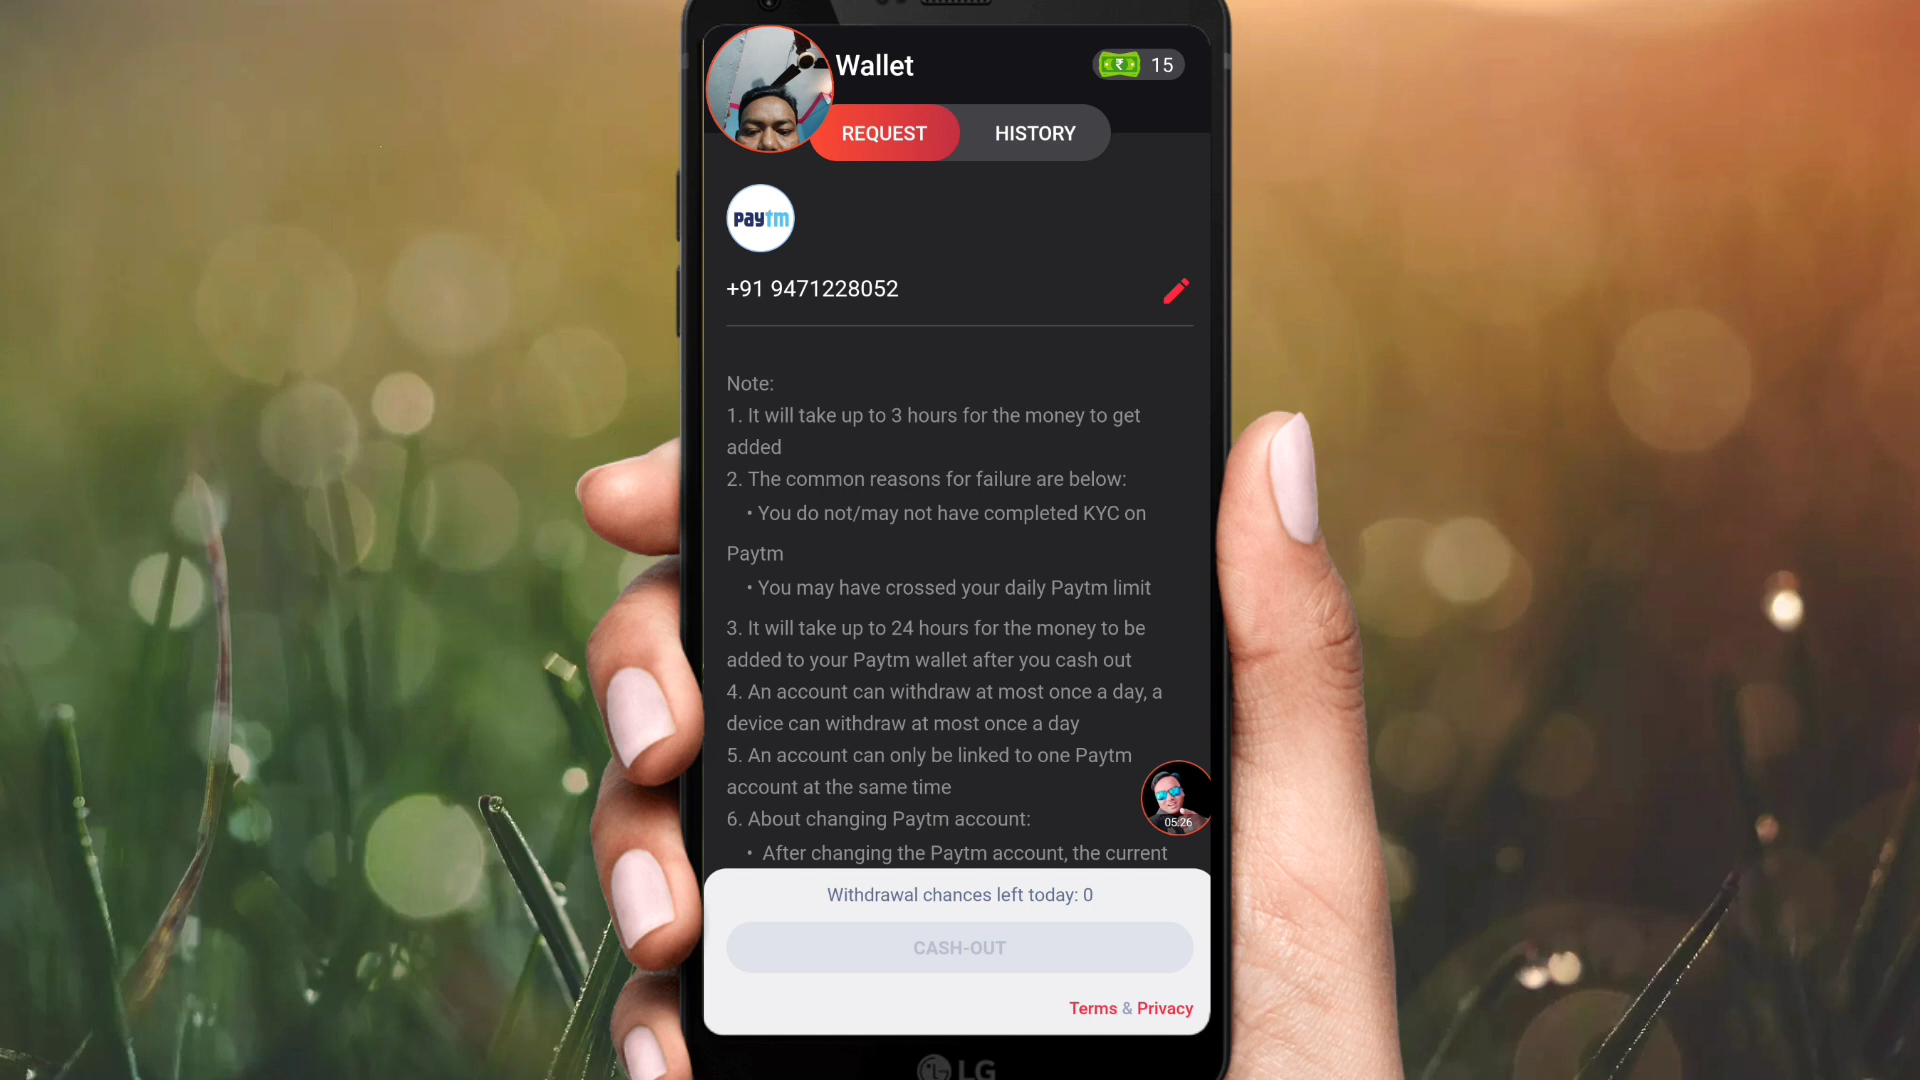 Wallet
15
REQUEST
HISTORY
paytm
+91 9471228052
Note:
1. It will take up to 3 hours for the money to get
added
2. The common reasons for failure are below:
• You do not/may not have completed KYC on
Paytm
• You may have crossed your daily Paytm limit
3. It will take up to 24 hours for the money to be
added to your Paytm wallet after you cash out
4. An account can withdraw at most once a day, a
device can withdraw at most once a day
5. An account can only be linked to one Paytm
account at the same time
6. About changing Paytm account:
05:26
• After changing the Paytm account, the current
Withdrawal chances left today: 0
CASH-OUT
Terms & Privacy
LG